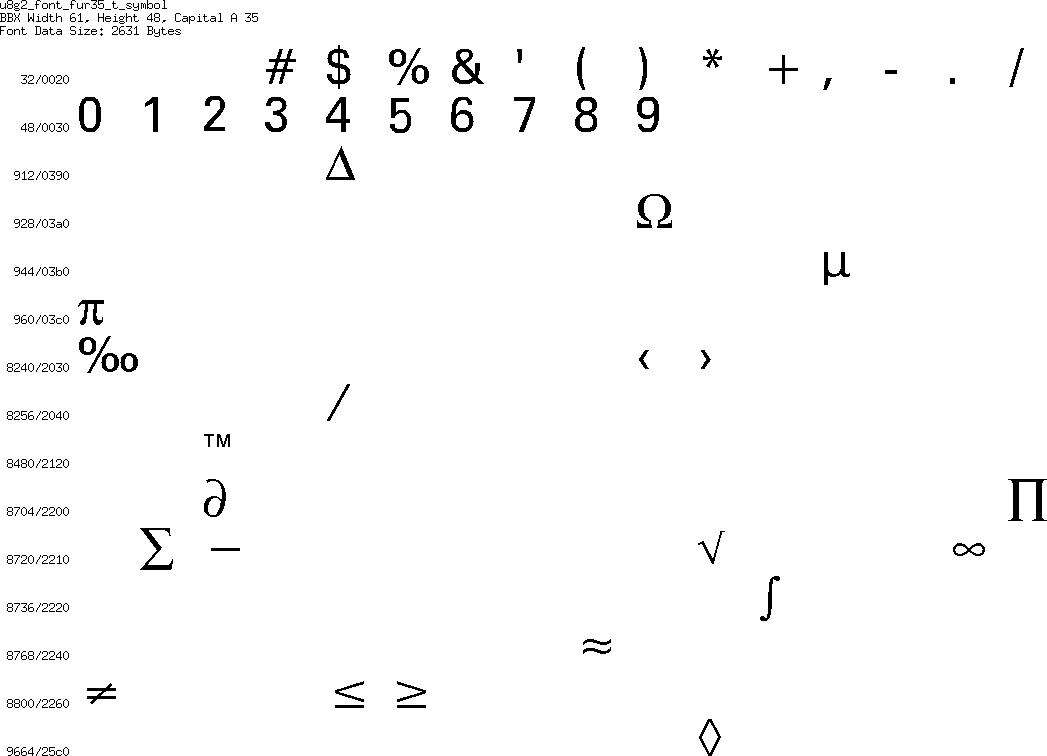 u8g2_font_fur35_t_symbol
BBX Width 61, Height 48, Capital A 35
Font Data Size: 2631 Bytes
32/0020 # $ % & ' ( ) * + , - . /
48/0030 0 1 2 3 4 5 6 7 8 9
912/0390 Δ
928/03a0 Ω
944/03b0 μ
960/03c0 π
8240/2030 ‰ ‹ ›
8256/2040 ⁄
8480/2120 ™
8704/2200 ∂ ∏
8720/2210 ∑ − √ ∞
8736/2220 ∫
8768/2240 ≈
8800/2260 ≠ ≤ ≥
9664/25c0 ◊